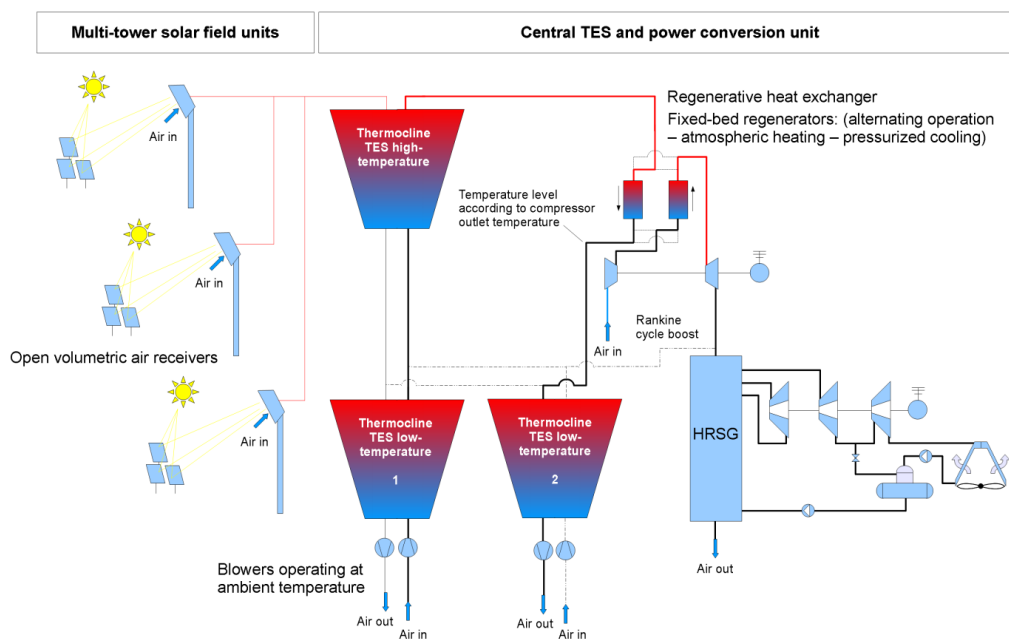 Multi-tower solar field units
Central TES and power conversion unit
Air in
Air in
Open volumetric air receivers
Air in
Thermocline
TES high-
temperature
Regenerative heat exchanger
Fixed-bed regenerators: (alternating operation
– atmospheric heating – pressurized cooling)
Temperature level
according to compressor
outlet temperature
Air in
Rankine
cycle boost
Thermocline
TES low-
temperature
1
Thermocline
TES low-
temperature
2
HRSG
Blowers operating at
ambient temperature
Air out
Air in
Air out
Air in
Air out